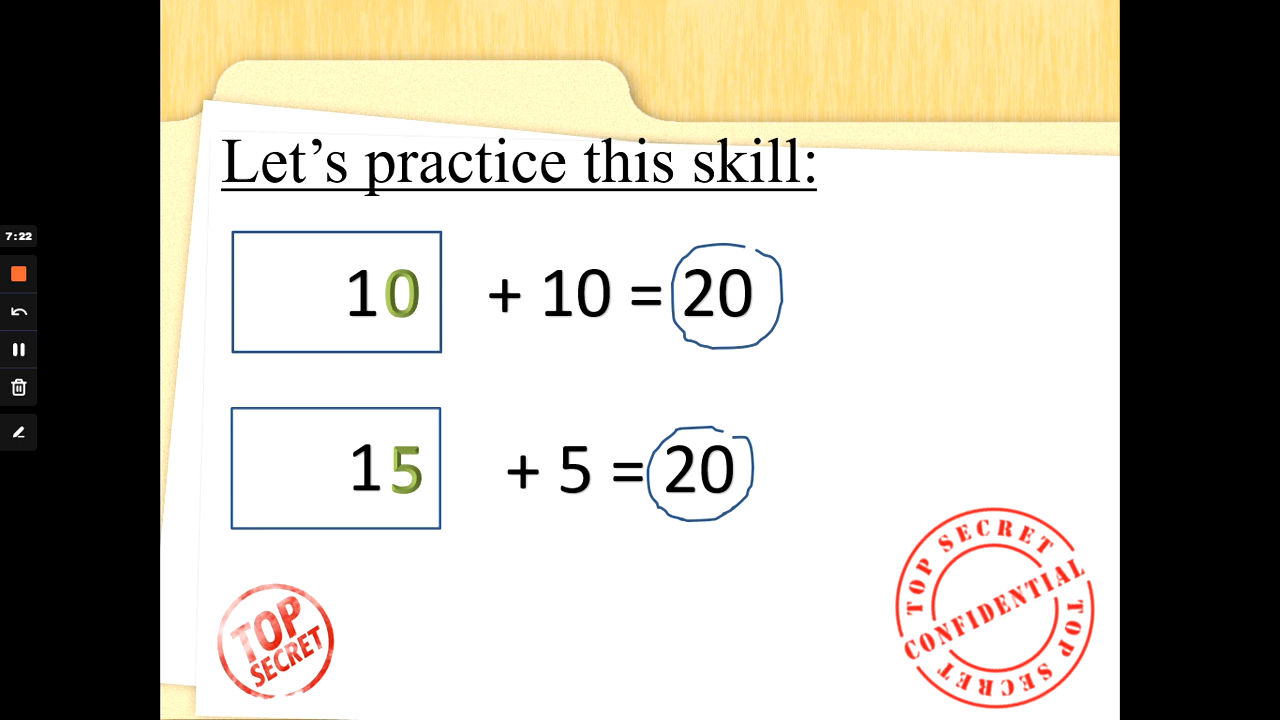 Let’s practice this skill:
7:22
10 + 10 = 20
15 + 5 = 20
TOP SECRET
TOP SECRET
CONFIDENTIAL
TOP SECRET